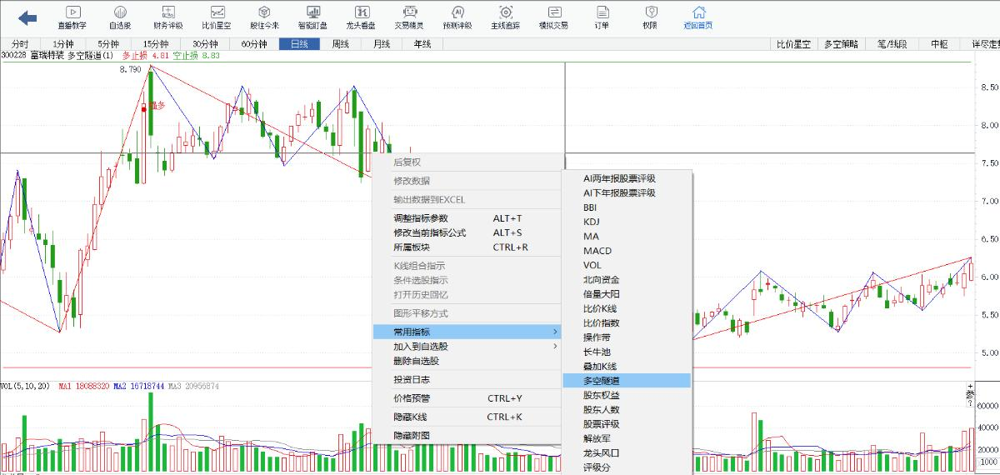 直播教学 自选股 财务评级 比价星空 股往今来 智能盯盘 龙头看盘 交易精灵 预测评级 主线追踪 模拟交易 订单 权限 返回首页
分时 1分钟 5分钟 15分钟 30分钟 60分钟 日线 周线 月线 年线 比价星空 多空策略 笔/线段 中枢 详尽走
300228 富瑞特装 多空隧道(1) 多止损 4.81 空止损 8.83
8.790
强多
8.50
8.00
7.50
7.00
6.50
6.00
5.50
5.00
后复权
修改数据
输出数据到EXCEL
调整指标参数 ALT+T
修改当前指标公式 ALT+S
所属板块 CTRL+R
K线组合指示
条件选股指示
打开历史回忆
图形平移方式
常用指标 >
加入到自选股 >
删除自选股
投资日志
价格预警 CTRL+Y
隐藏K线 CTRL+K
隐藏附图
AI两年报股票评级
AI下年报股票评级
BBI
KDJ
MA
MACD
VOL
北向资金
倍量大阳
比价K线
比价指数
操作带
长牛池
叠加K线
多空隧道
股东权益
股东人数
股票评级
解放军
龙头风口
评级分
VOL(5,10,20) MA1 18088320 MA2 16718744 MA3 20956874
60000
40000
20000
1000